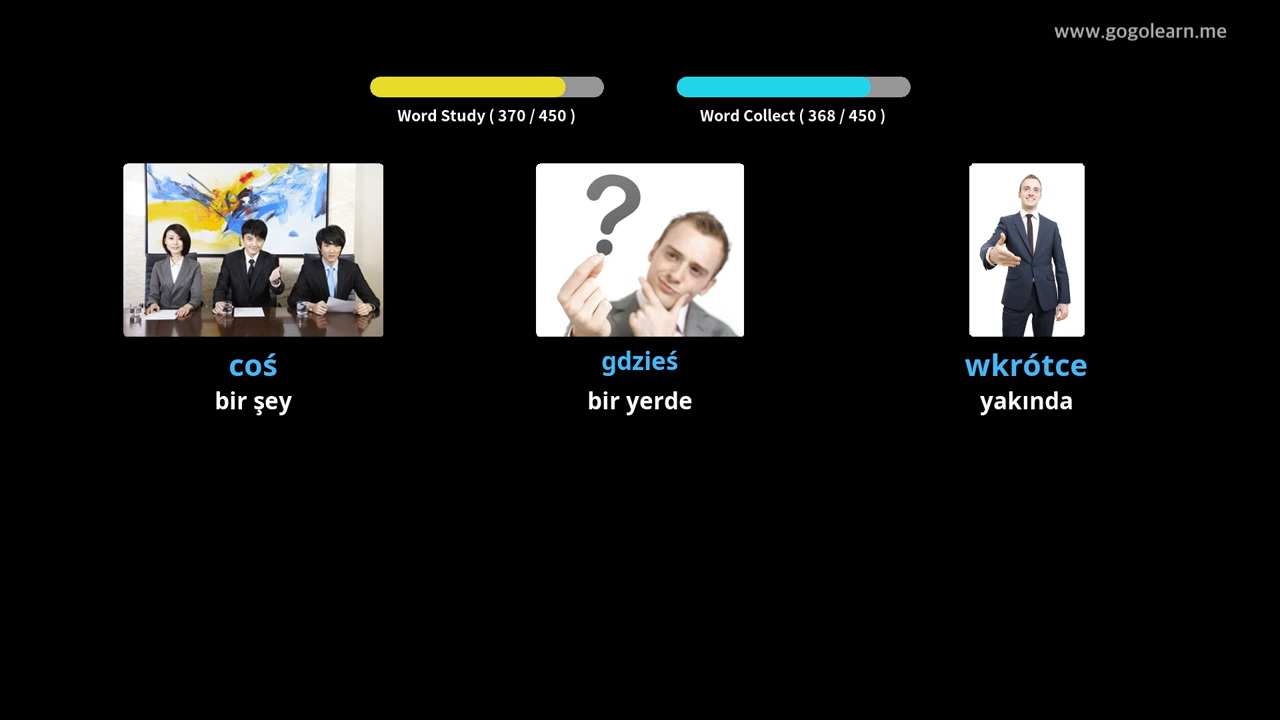 www.gogolearn.me
Word Study ( 370 / 450 )
Word Collect ( 368 / 450 )
coś
gdzieś
wkrótce
bir şey
bir yerde
yakında